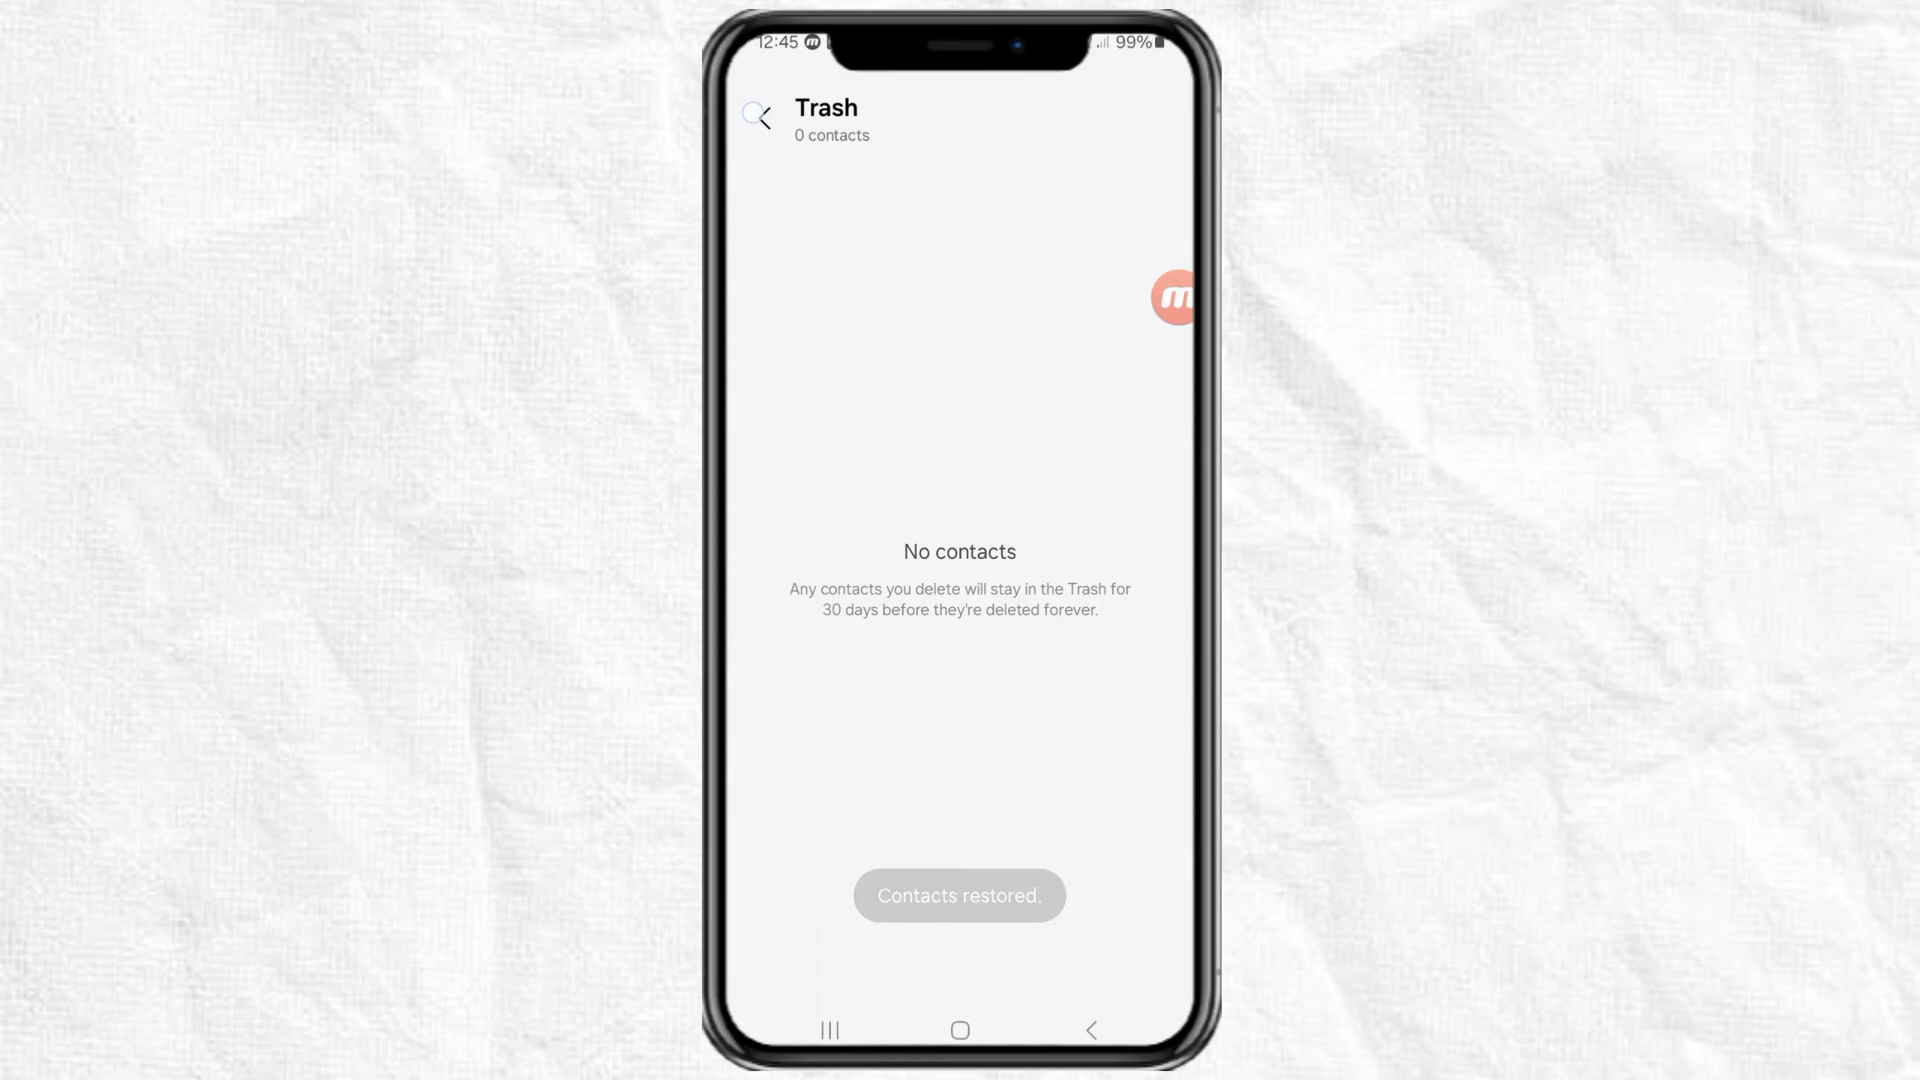 12:45
99%
Trash
0 contacts
m
No contacts
Any contacts you delete will stay in the Trash for
30 days before they're deleted forever.
Contacts restored.